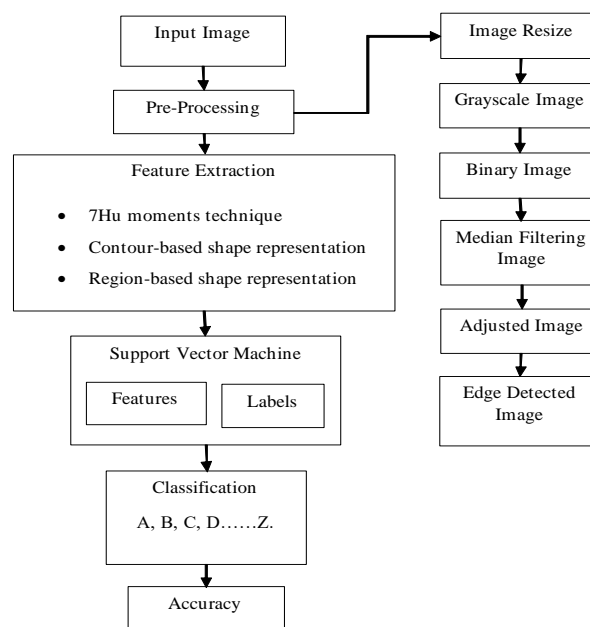 Input Image
Pre-Processing
Feature Extraction
• 7Hu moments technique
• Contour-based shape representation
• Region-based shape representation
Support Vector Machine
Features
Labels
Classification
A, B, C, D……Z.
Accuracy
Image Resize
Grayscale Image
Binary Image
Median Filtering
Image
Adjusted Image
Edge Detected
Image